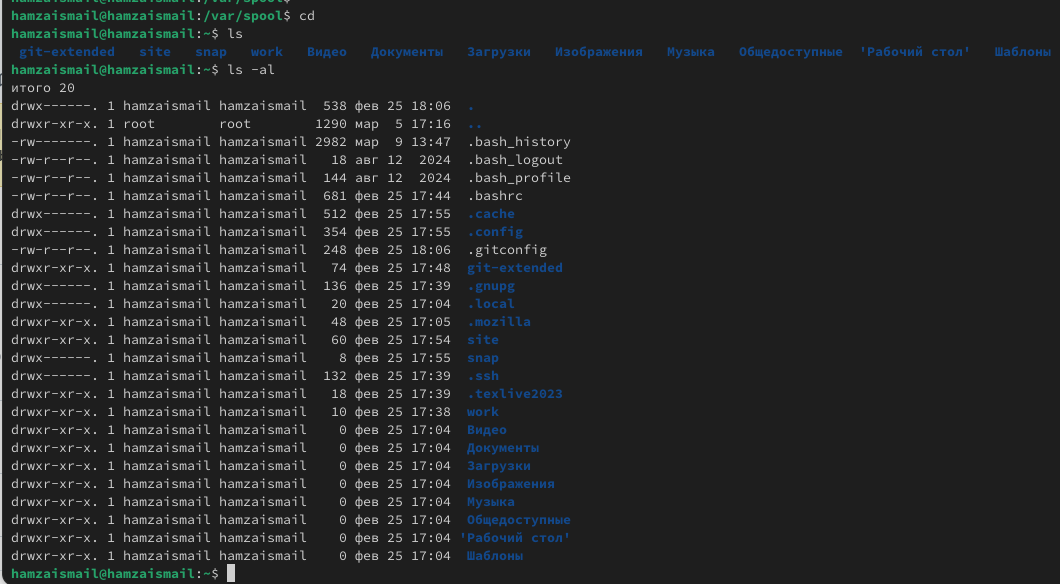 hamzaismail@hamzaismail:/var/spool$
hamzaismail@hamzaismail:/var/spool$ cd
hamzaismail@hamzaismail:~$ ls
git-extended site snap work Видео Документы Загрузки Изображения Музыка Общедоступные 'Рабочий стол' Шаблоны
hamzaismail@hamzaismail:~$ ls -al
итого 20
drwx------. 1 hamzaismail hamzaismail 538 фев 25 18:06 .
drwxr-xr-x. 1 root root 1290 мар 5 17:16 ..
-rw-------. 1 hamzaismail hamzaismail 2982 мар 9 13:47 .bash_history
-rw-r--r--. 1 hamzaismail hamzaismail 18 авг 12 2024 .bash_logout
-rw-r--r--. 1 hamzaismail hamzaismail 144 авг 12 2024 .bash_profile
-rw-r--r--. 1 hamzaismail hamzaismail 681 фев 25 17:44 .bashrc
drwx------. 1 hamzaismail hamzaismail 512 фев 25 17:55 .cache
drwx------. 1 hamzaismail hamzaismail 354 фев 25 17:55 .config
-rw-r--r--. 1 hamzaismail hamzaismail 248 фев 25 18:06 .gitconfig
drwxr-xr-x. 1 hamzaismail hamzaismail 74 фев 25 17:48 git-extended
drwx------. 1 hamzaismail hamzaismail 136 фев 25 17:39 .gnupg
drwx------. 1 hamzaismail hamzaismail 20 фев 25 17:04 .local
drwxr-xr-x. 1 hamzaismail hamzaismail 48 фев 25 17:05 .mozilla
drwxr-xr-x. 1 hamzaismail hamzaismail 60 фев 25 17:54 site
drwx------. 1 hamzaismail hamzaismail 8 фев 25 17:55 snap
drwx------. 1 hamzaismail hamzaismail 132 фев 25 17:39 .ssh
drwxr-xr-x. 1 hamzaismail hamzaismail 18 фев 25 17:39 .texlive2023
drwxr-xr-x. 1 hamzaismail hamzaismail 10 фев 25 17:38 work
drwxr-xr-x. 1 hamzaismail hamzaismail 0 фев 25 17:04 Видео
drwxr-xr-x. 1 hamzaismail hamzaismail 0 фев 25 17:04 Документы
drwxr-xr-x. 1 hamzaismail hamzaismail 0 фев 25 17:04 Загрузки
drwxr-xr-x. 1 hamzaismail hamzaismail 0 фев 25 17:04 Изображения
drwxr-xr-x. 1 hamzaismail hamzaismail 0 фев 25 17:04 Музыка
drwxr-xr-x. 1 hamzaismail hamzaismail 0 фев 25 17:04 Общедоступные
drwxr-xr-x. 1 hamzaismail hamzaismail 0 фев 25 17:04 'Рабочий стол'
drwxr-xr-x. 1 hamzaismail hamzaismail 0 фев 25 17:04 Шаблоны
hamzaismail@hamzaismail:~$